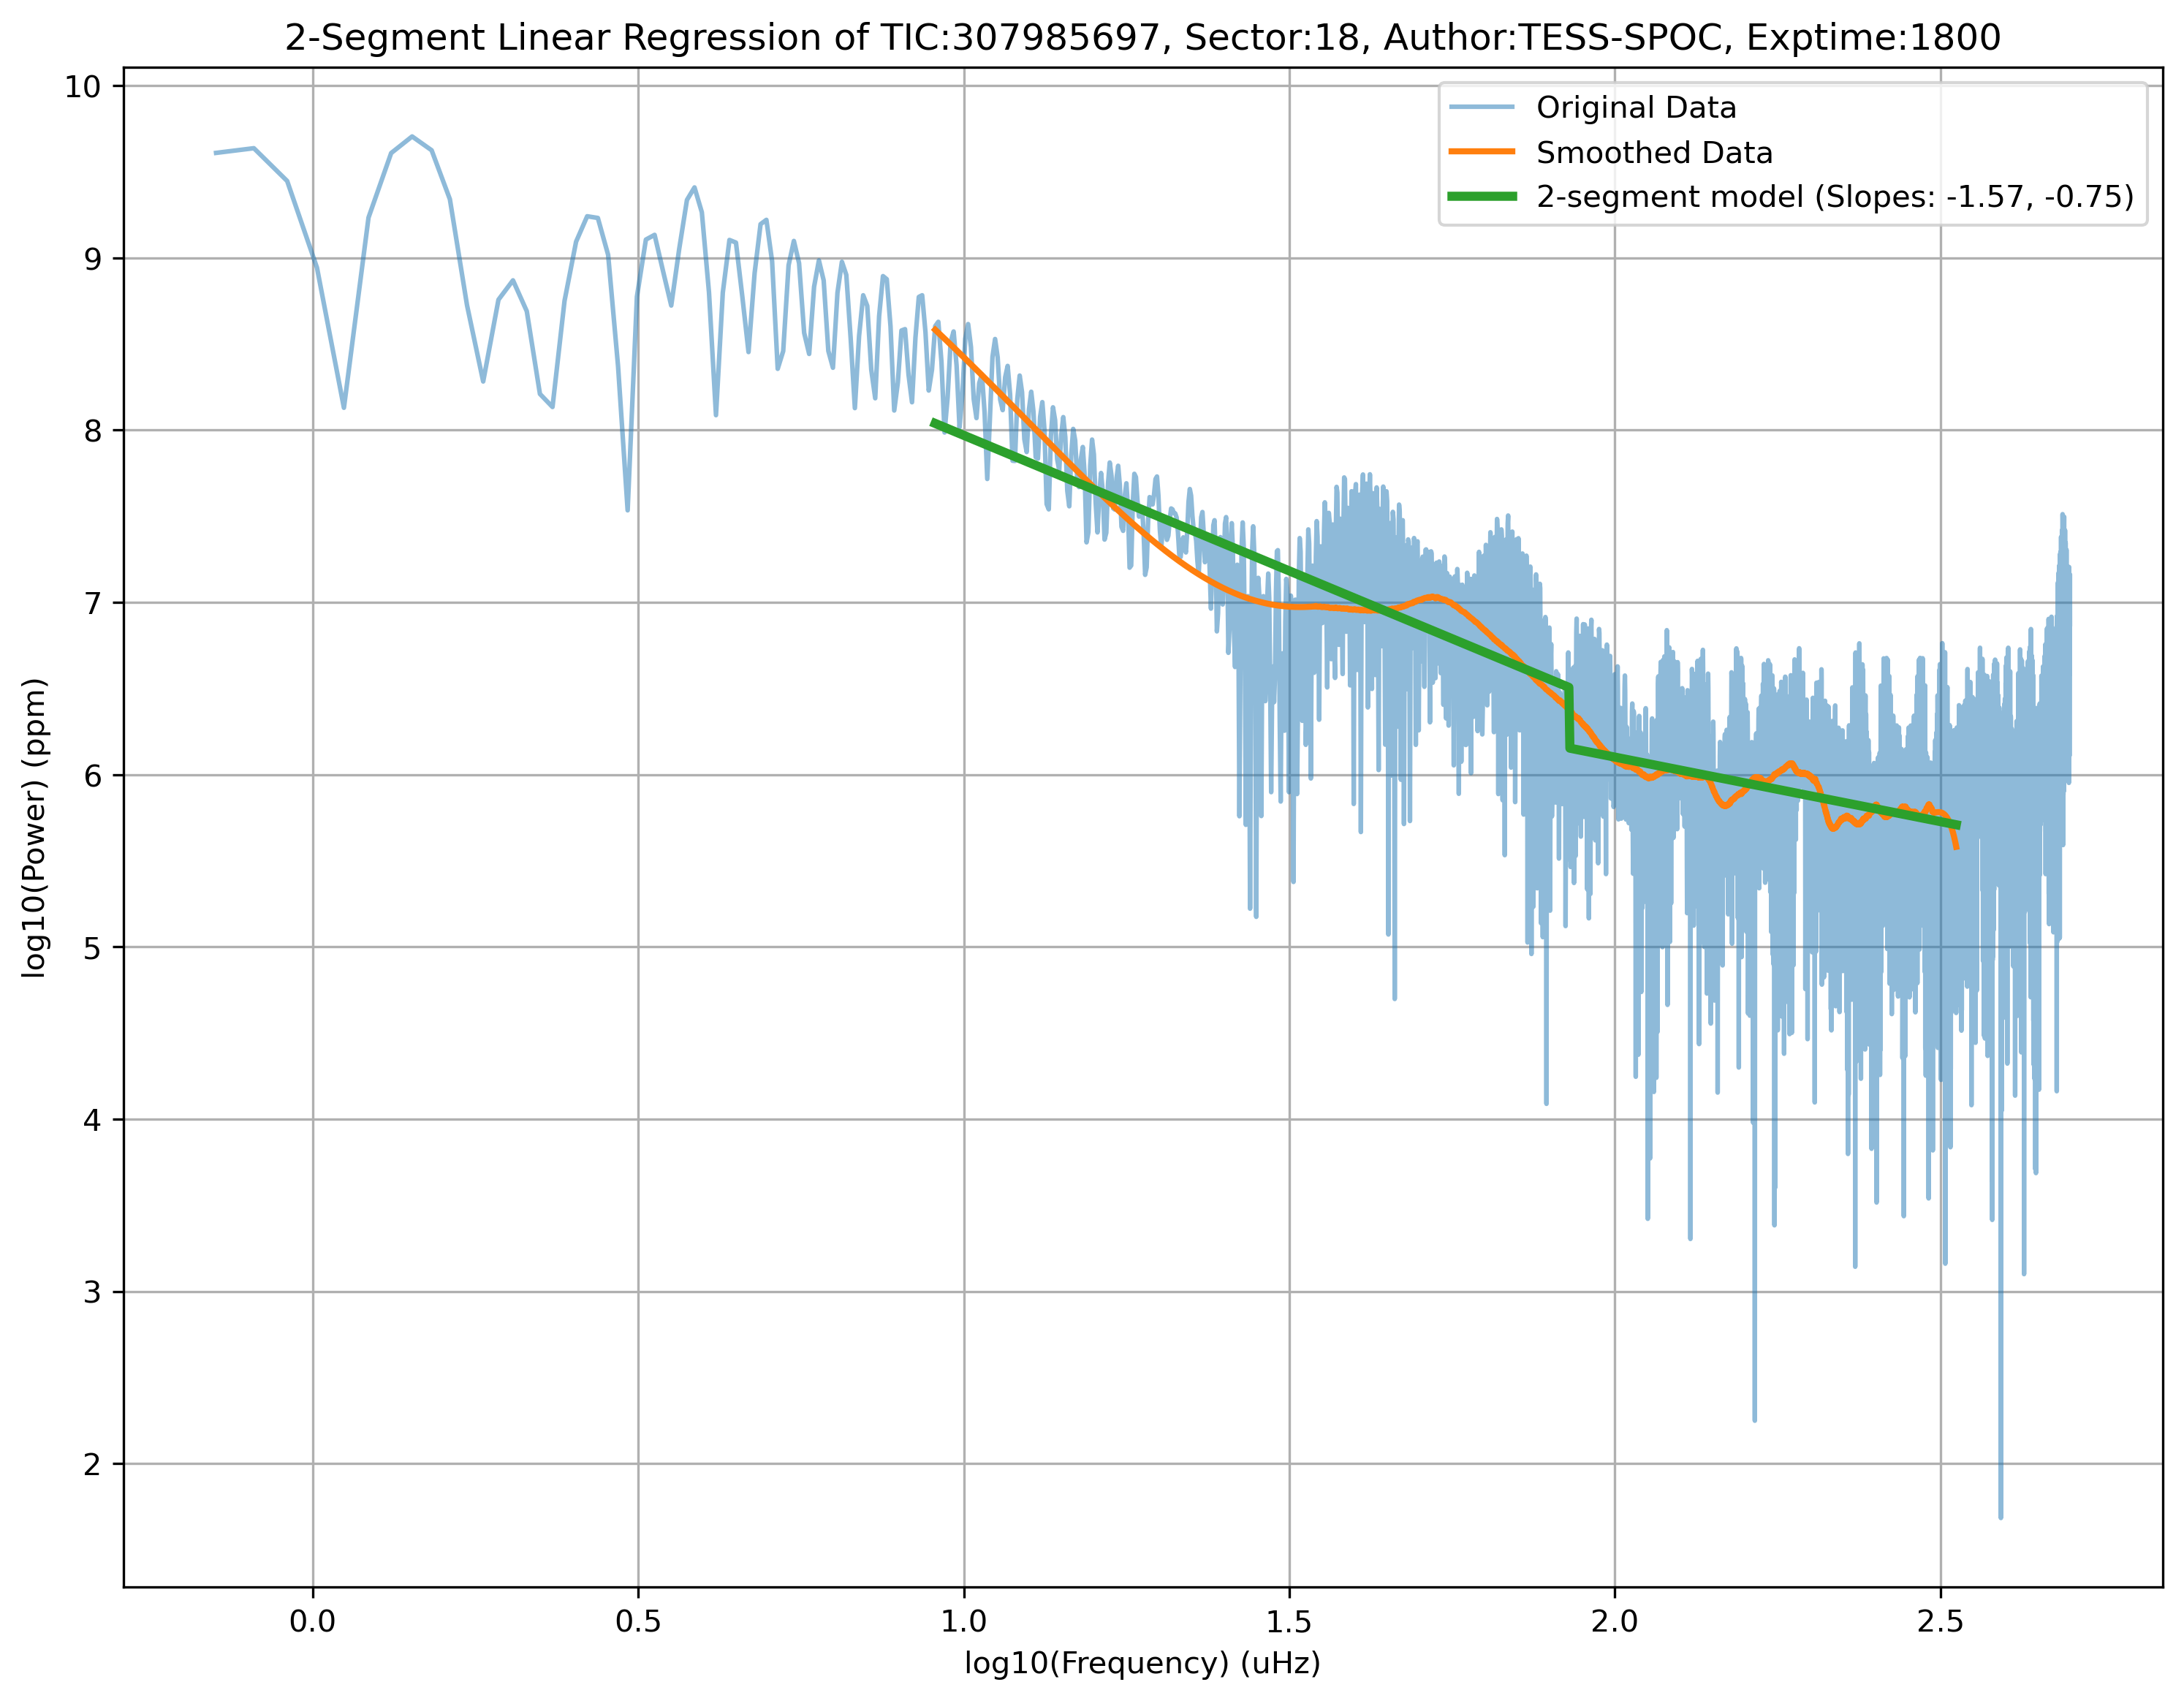 2-Segment Linear Regression of TIC:307985697, Sector:18, Author:TESS-SPOC, Exptime:1800
Original Data
Smoothed Data
2-segment model (Slopes: -1.57, -0.75)
log10(Power) (ppm)
10
9
8
7
6
5
4
3
2
0.0 0.5 1.0 1.5 2.0 2.5
log10(Frequency) (uHz)